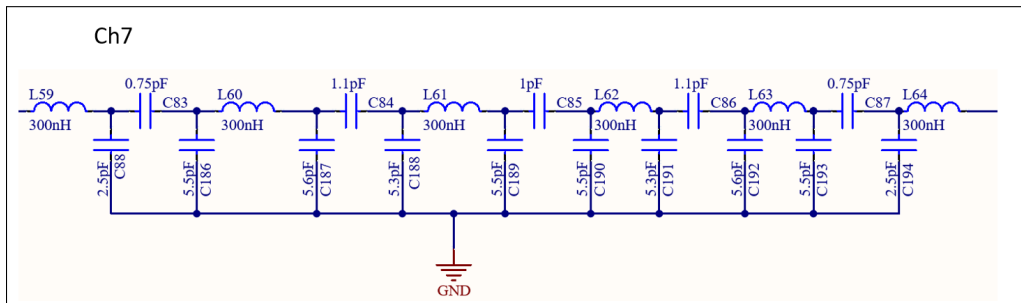 Ch7
L59
0.75pF
C83
L60
1.1pF
C84
L61
1pF
C85
L62
1.1pF
C86
L63
0.75pF
C87
L64
300nH
300nH
300nH
300nH
300nH
300nH
2.5pF
C88
5.5pF
C186
5.6pF
C187
5.3pF
C188
5.5pF
C189
5.5pF
C190
5.3pF
C191
5.6pF
C192
5.5pF
C193
2.5pF
C194
GND